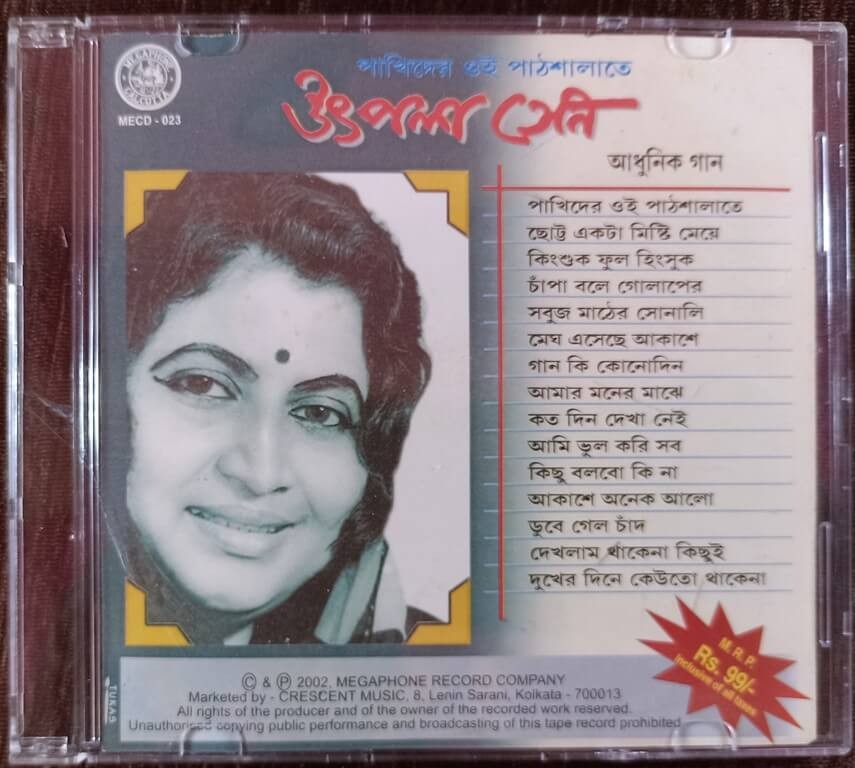 MEGAPHONE
CALCUTTA
MECD - 023
পাখিদের ওই পাঠশালাতে
উৎপলা সেন
আধুনিক গান
পাখিদের ওই পাঠশালাতে
ছোট্ট একটা মিস্টি মেয়ে
কিংশুক ফুল হিংসুক
চাঁপা বলে গোলাপের
সবুজ মাঠের সোনালি
মেঘ এসেছে আকাশে
গান কি কোনোদিন
আমার মনের মাঝে
কত দিন দেখা নেই
আমি ভুল করি সব
কিছু বলবো কি না
আকাশে অনেক আলো
ডুবে গেল চাঁদ
দেখলাম থাকেনা কিছুই
দুখের দিনে কেউতো থাকেনা
M. R. P.
Rs. 99/-
Inclusive of all taxes
© & ℗ 2002, MEGAPHONE RECORD COMPANY
Marketed by - CRESCENT MUSIC, 8, Lenin Sarani, Kolkata - 700013
All rights of the producer and of the owner of the recorded work reserved.
Unauthorised copying public performance and broadcasting of this tape record prohibited
TUKAS